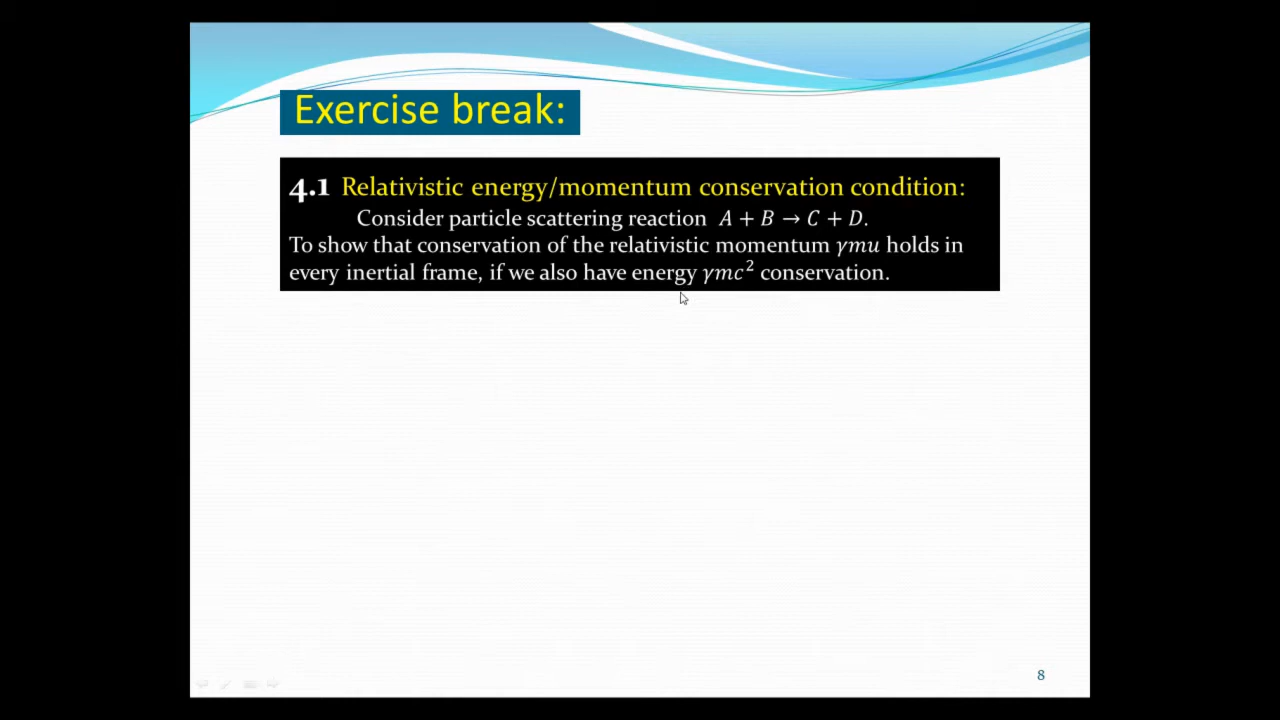 Exercise break:
4.1 Relativistic energy/momentum conservation condition:
Consider particle scattering reaction 𝐴 + 𝐵 → 𝐶 + 𝐷.
To show that conservation of the relativistic momentum 𝛾𝑚𝑢 holds in
every inertial frame, if we also have energy 𝛾𝑚𝑐² conservation.
8